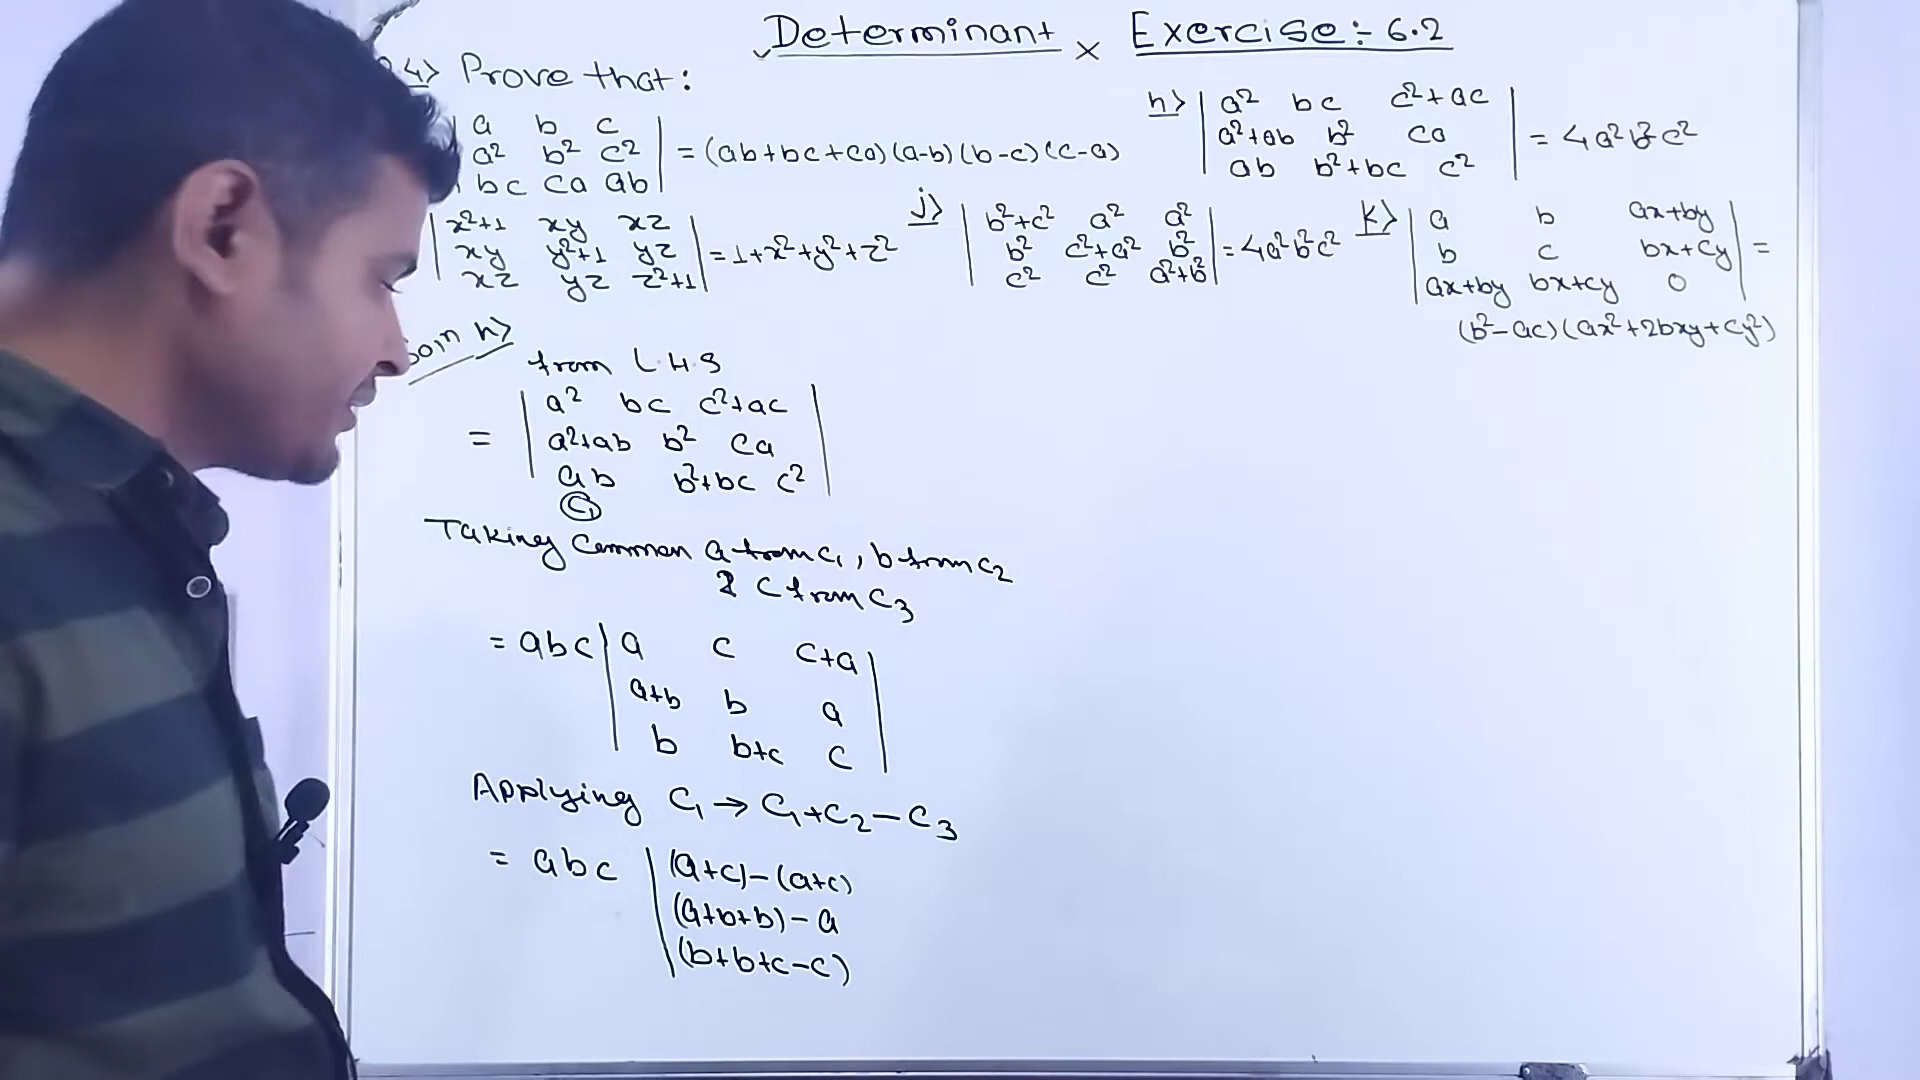 Determinant × Exercise:- 6.2
4> Prove that:
| a b c |
| a² b² c² | = (ab+bc+ca)(a-b)(b-c)(c-a)
| bc ca ab |
h> | a² bc c²+ac |
| a²+ab b² ca | = 4a²b²c²
| ab b²+bc c² |
| x²+1 xy xz |
| xy y²+1 yz | = 1+x²+y²+z²
| xz yz z²+1 |
j> | b²+c² a² a² |
| b² c²+a² b² | = 4a²b²c²
| c² c² a²+b² |
k> | a b ax+by |
| b c bx+cy | =
| ax+by bx+cy 0 |
(b²-ac)(ax²+2bxy+cy²)
Soln h>
from L.H.S
| a² bc c²+ac |
= | a²+ab b² ca |
| ab b²+bc c² |
C₁
Taking Common a from c₁, b from c₂
& c from c₃
= abc | a c c+a |
| a+b b a |
| b b+c c |
Applying C₁ → C₁+C₂-C₃
= abc | (a+c)-(a+c)
| (a+b+b)-a
| (b+b+c-c)